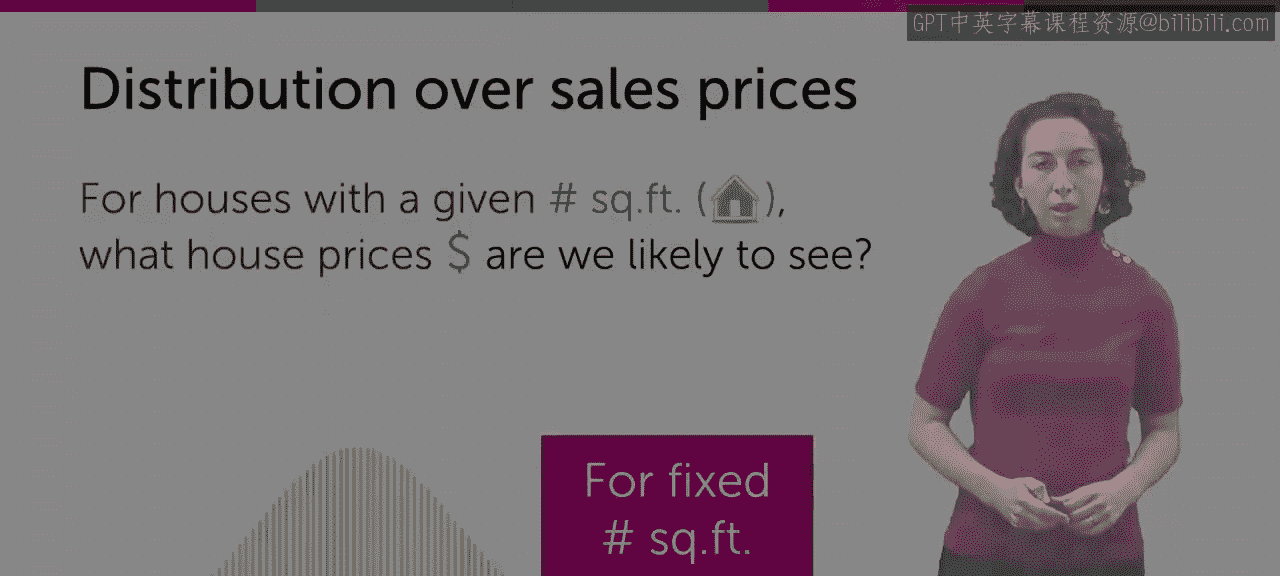 GPT中英字幕课程资源@bilibili.com
Distribution over sales prices
For houses with a given # sq.ft. (🏠),
what house prices $ are we likely to see?
For fixed
# sq.ft.